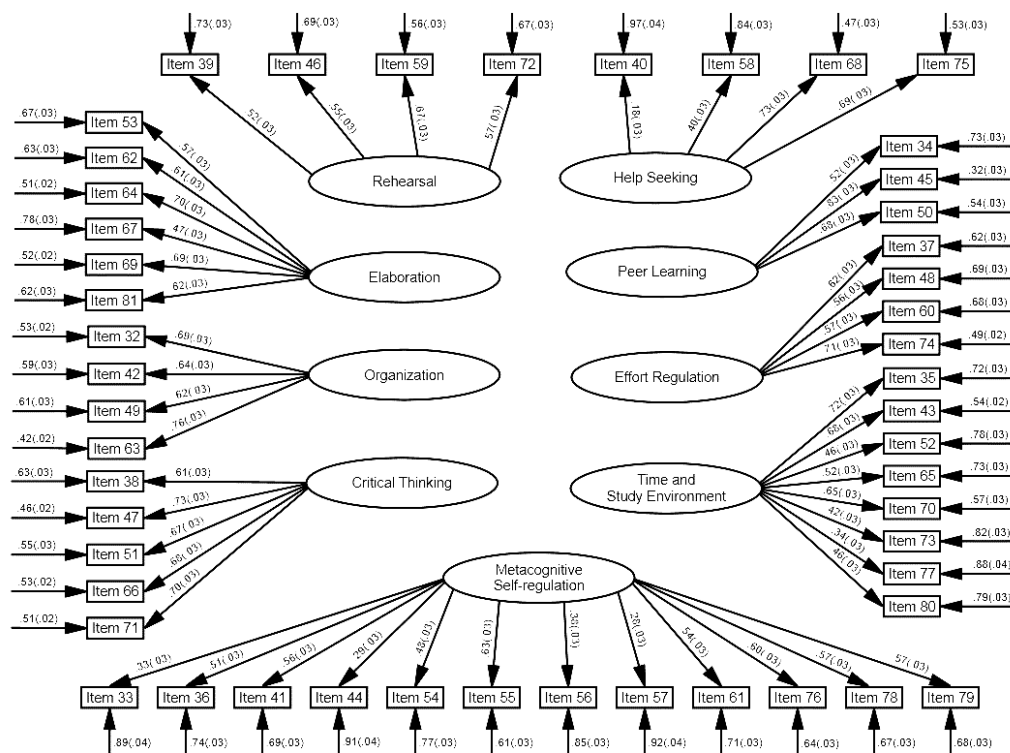 .73(.03) .69(.03) .56(.03) .67(.03) .97(.04) .84(.03) .47(.03) .53(.03)
Item 39 Item 46 Item 59 Item 72 Item 40 Item 58 Item 68 Item 75
.52(.03) .55(.03) .67(.03) .57(.03) .18(.03) .40(.03) .73(.03) .69(.03)
Rehearsal
Help Seeking
.67(.03) Item 53 .57(.03)
.63(.03) Item 62 .61(.03)
.51(.02) Item 64 .70(.03)
.78(.03) Item 67 .47(.03)
.52(.02) Item 69 .69(.03)
.62(.03) Item 81 .62(.03)
Elaboration
.53(.02) Item 32 .69(.03)
.59(.03) Item 42 .64(.03)
.61(.03) Item 49 .62(.03)
.42(.02) Item 63 .76(.03)
Organization
.63(.03) Item 38 .61(.03)
.46(.02) Item 47 .73(.03)
.55(.03) Item 51 .67(.03)
.53(.02) Item 66 .68(.03)
.51(.02) Item 71 .70(.03)
Critical Thinking
.52(.03) Item 34 .73(.03)
.83(.03) Item 45 .32(.03)
.68(.03) Item 50 .54(.03)
Peer Learning
.62(.03) Item 37 .62(.03)
.56(.03) Item 48 .69(.03)
.57(.03) Item 60 .68(.03)
.71(.03) Item 74 .49(.02)
Effort Regulation
.72(.03) Item 35 .72(.03)
.68(.03) Item 43 .54(.02)
.46(.03) Item 52 .78(.03)
.52(.03) Item 65 .73(.03)
.65(.03) Item 70 .57(.03)
.42(.03) Item 73 .82(.03)
.34(.03) Item 77 .88(.04)
.46(.03) Item 80 .79(.03)
Time and
Study Environment
Metacognitive
Self-regulation
.33(.03) .51(.03) .56(.03) .29(.03) .48(.03) .63(.03) .38(.03) .28(.03) .54(.03) .60(.03) .57(.03) .57(.03)
Item 33 Item 36 Item 41 Item 44 Item 54 Item 55 Item 56 Item 57 Item 61 Item 76 Item 78 Item 79
.89(.04) .74(.03) .69(.03) .91(.04) .77(.03) .61(.03) .85(.03) .92(.04) .71(.03) .64(.03) .67(.03) .68(.03)